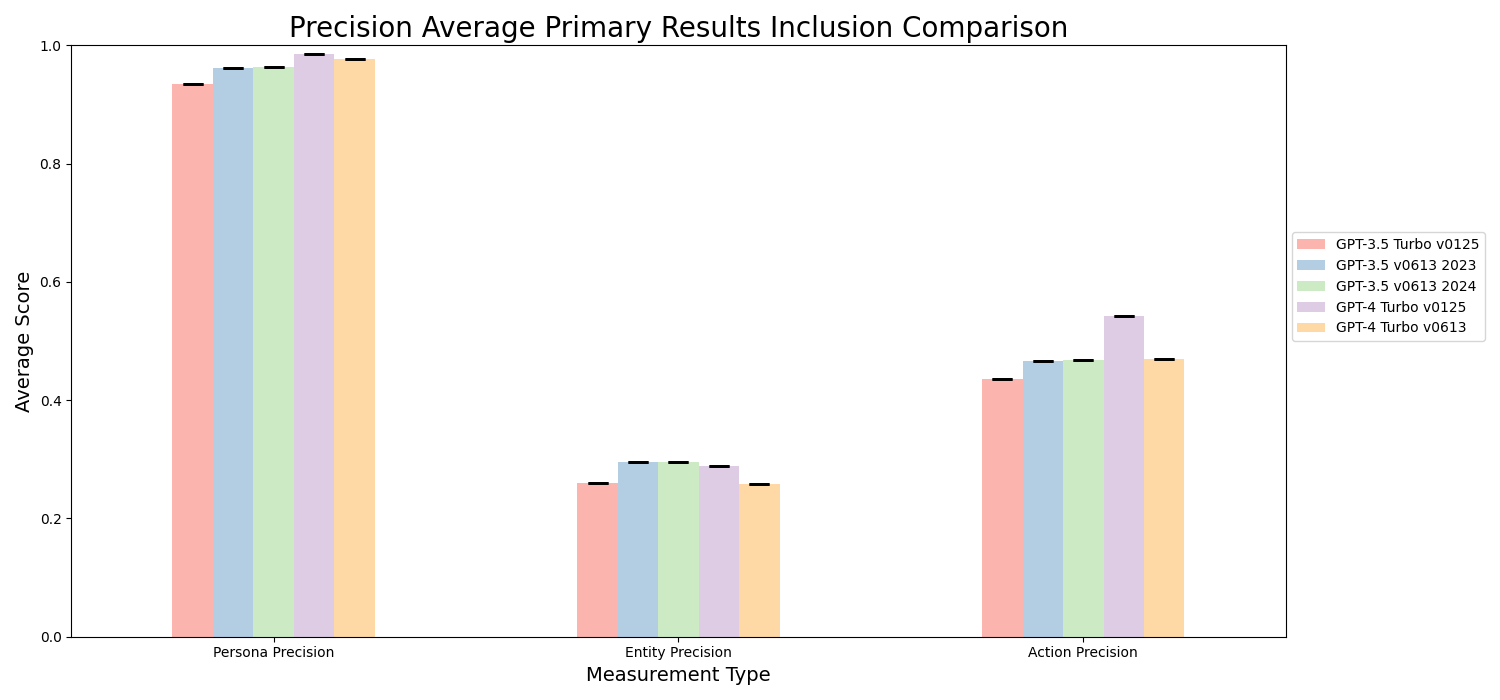 Precision Average Primary Results Inclusion Comparison
1.0
0.8
0.6
0.4
0.2
0.0
Average Score
Persona Precision
Entity Precision
Action Precision
Measurement Type
GPT-3.5 Turbo v0125
GPT-3.5 v0613 2023
GPT-3.5 v0613 2024
GPT-4 Turbo v0125
GPT-4 Turbo v0613